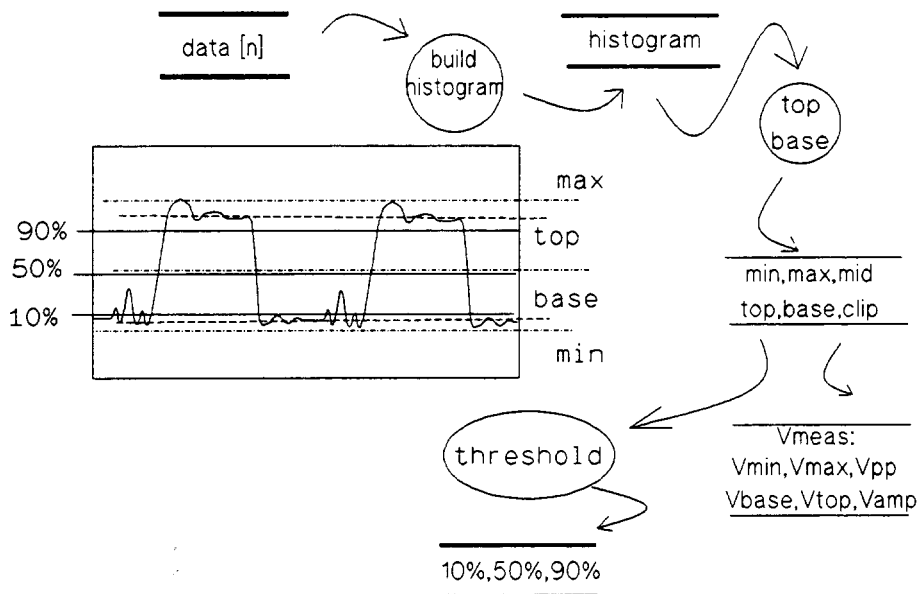 data [n]
build
histogram
histogram
top
base
max
90%
top
50%
base
10%
min
min,max,mid
top,base,clip
threshold
Vmeas:
Vmin,Vmax,Vpp
Vbase,Vtop,Vamp
10%,50%,90%